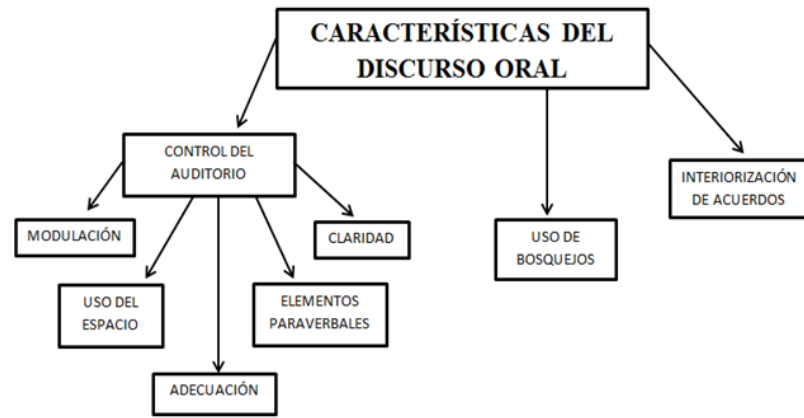 CARACTERÍSTICAS DEL
DISCURSO ORAL
CONTROL DEL
AUDITORIO
INTERIORIZACIÓN
DE ACUERDOS
MODULACIÓN
CLARIDAD
USO DE
BOSQUEJOS
USO DEL
ESPACIO
ELEMENTOS
PARAVERBALES
ADECUACIÓN